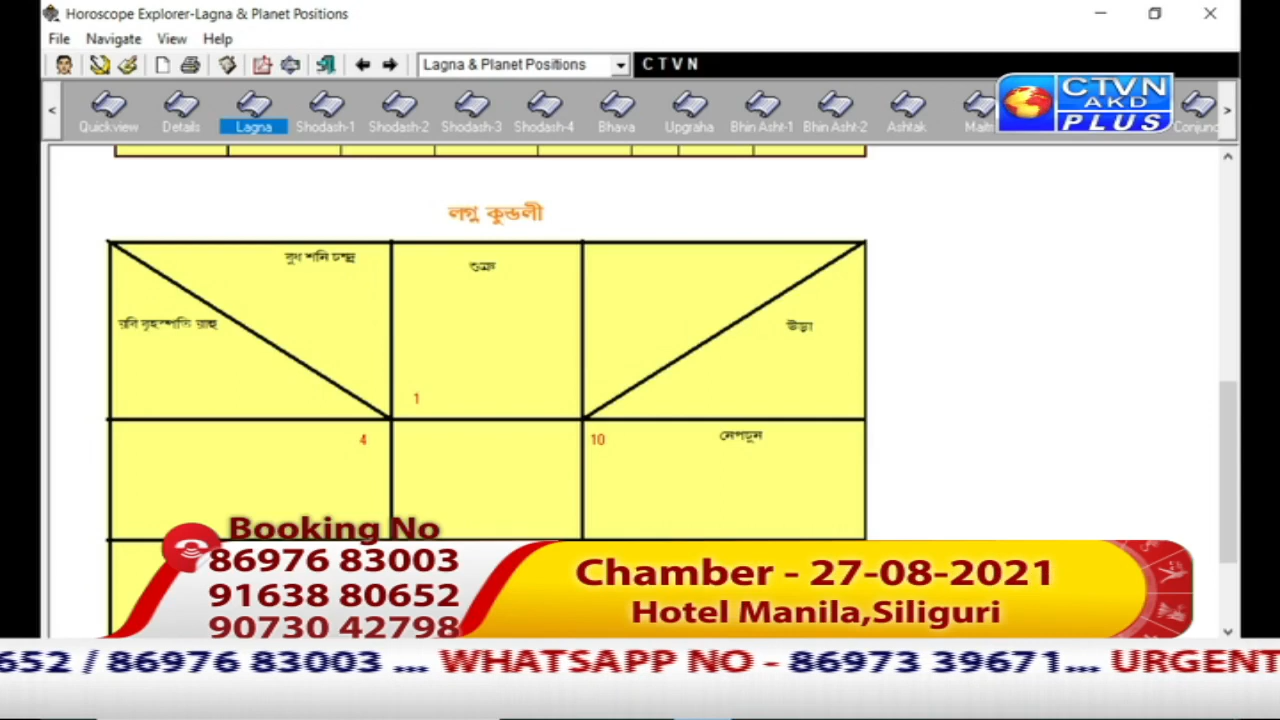 Horoscope Explorer-Lagna & Planet Positions
File Navigate View Help
Lagna & Planet Positions
CTVN
CTVN
AKD
PLUS
< Quickview Details Lagna Shodash-1 Shodash-2 Shodash-3 Shodash-4 Bhava Upgraha Bhin Asht-1 Bhin Asht-2 Ashtak Conjunc >
লগ্ন কুন্ডলী
বুধ শনি চন্দ্র
শুক্র
রবি বৃহস্পতি রাহু
1
4
10
নেপচুন
Booking No
86976 83003
91638 80652
90730 42798
Chamber - 27-08-2021
Hotel Manila,Siliguri
652 / 86976 83003 ... WHATSAPP NO - 86973 39671... URGENT